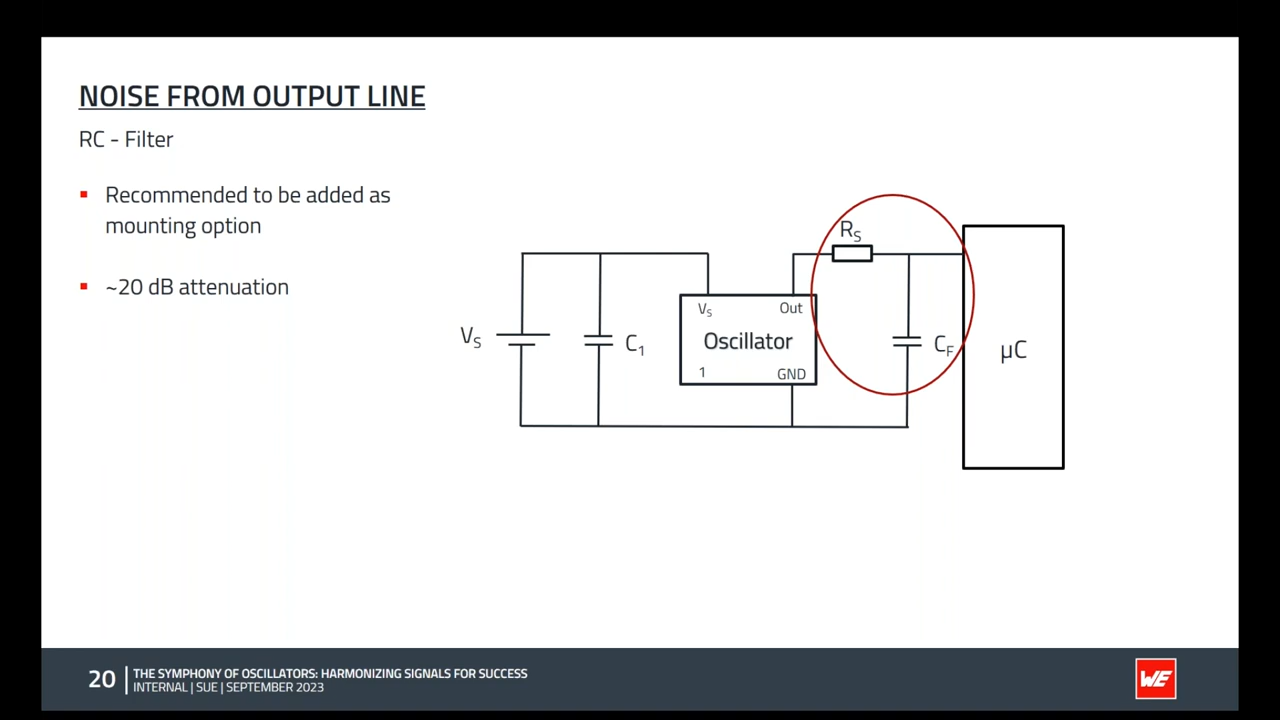 NOISE FROM OUTPUT LINE
RC - Filter
Recommended to be added as
mounting option
~20 dB attenuation
RS
VS
C1
VS
Out
Oscillator
1
GND
CF
µC
20
THE SYMPHONY OF OSCILLATORS: HARMONIZING SIGNALS FOR SUCCESS
INTERNAL | SUE | SEPTEMBER 2023
WE